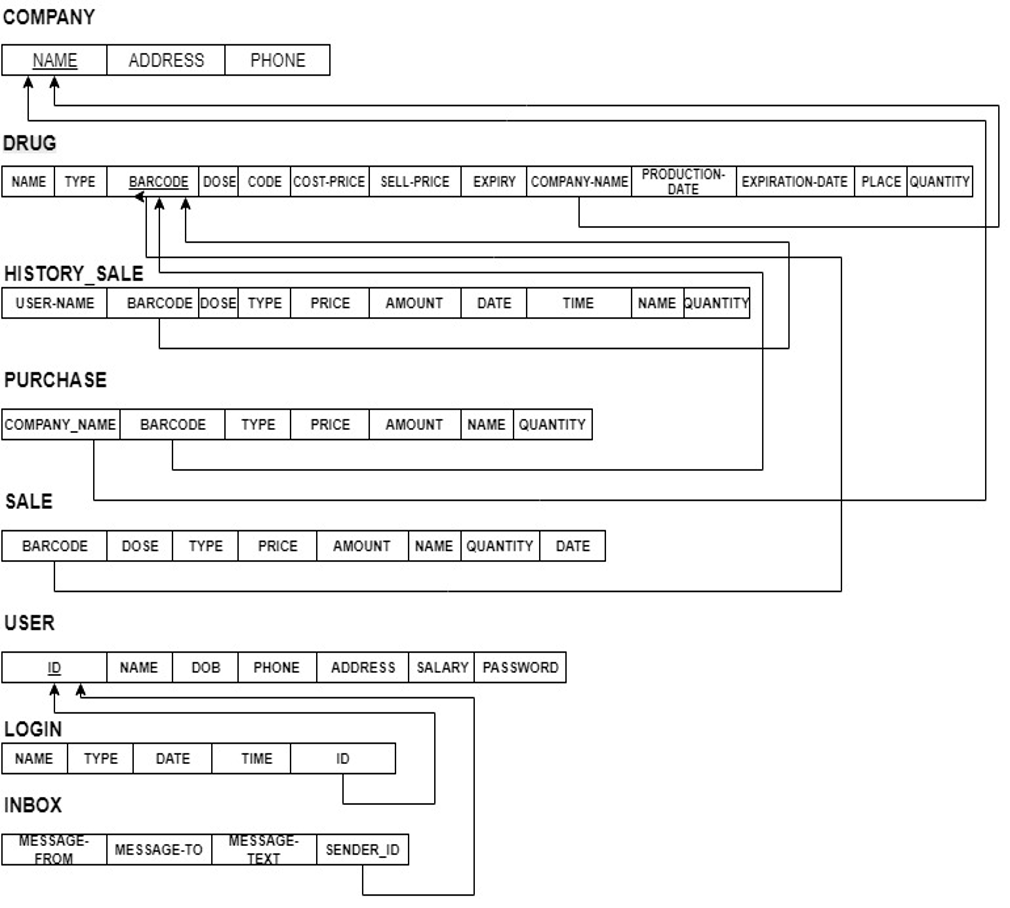 COMPANY
NAME ADDRESS PHONE
DRUG
NAME TYPE BARCODE DOSE CODE COST-PRICE SELL-PRICE EXPIRY COMPANY-NAME PRODUCTION-DATE EXPIRATION-DATE PLACE QUANTITY
HISTORY_SALE
USER-NAME BARCODE DOSE TYPE PRICE AMOUNT DATE TIME NAME QUANTITY
PURCHASE
COMPANY_NAME BARCODE TYPE PRICE AMOUNT NAME QUANTITY
SALE
BARCODE DOSE TYPE PRICE AMOUNT NAME QUANTITY DATE
USER
ID NAME DOB PHONE ADDRESS SALARY PASSWORD
LOGIN
NAME TYPE DATE TIME ID
INBOX
MESSAGE-FROM MESSAGE-TO MESSAGE-TEXT SENDER_ID